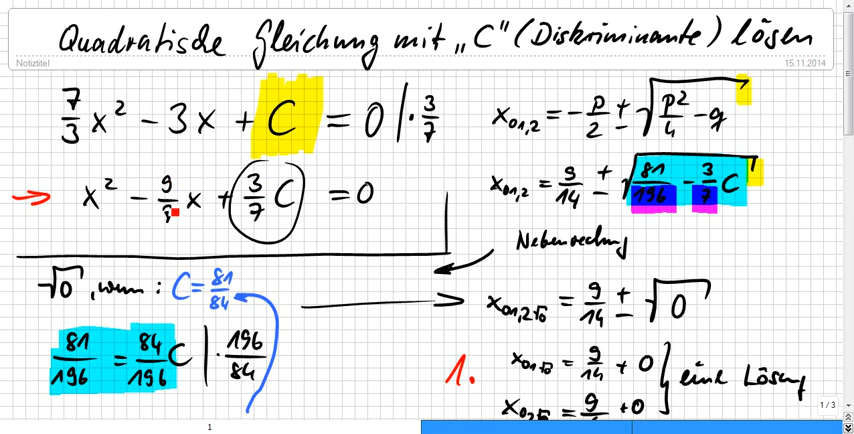 Quadratische Gleichung mit „C“ (Diskriminante) lösen
Notiztitel
15.11.2014
7/3 x² - 3x + C = 0 | · 3/7
x₀₁,₂ = -p/2 ± √(p²/4 - q)
→ x² - 9/7 x + 3/7 C = 0
x₀₁,₂ = 9/14 ± √(81/196 - 3/7 C)
Nebenrechnung
√0, wenn: C = 81/84
x₀₁,₂√0 = 9/14 ± √0
81/196 = 84/196 C | · 196/84
1.
x₀₁√0 = 9/14 + 0
x₀₂√0 = 9/ +0
} eine Lösung
1 / 3
1